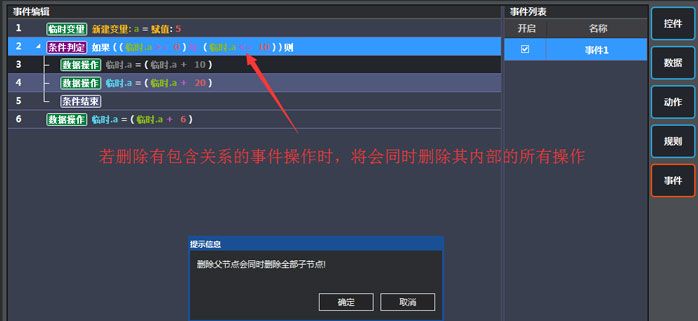 事件编辑
1 临时变量 新建变量: a = 赋值: 5
2 条件判定 如果 ( ( 临时.a >= 0 ) ( 临时.a 10 ) ) 则
3 数据操作 临时.a = ( 临时.a + 10 )
4 数据操作 临时.a = ( 临时.a + 20 )
5 条件结束
6 数据操作 临时.a = ( 临时.a + 6 )
若删除有包含关系的事件操作时，将会同时删除其内部的所有操作
提示信息
删除父节点会同时删除全部子节点!
确定 取消
事件列表
开启 名称
事件1
控件
数据
动作
规则
事件